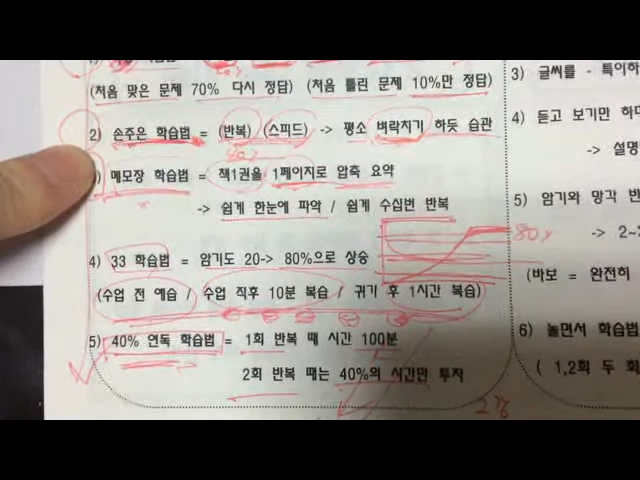 (처음 맞은 문제 70% 다시 정답) (처음 틀린 문제 10%만 정답)
2) 손주은 학습법 = (반복) (스피드) -> 평소 벼락치기 하듯 습관
) 메모장 학습법 = 책1권을 1페이지로 압축 요약
-> 쉽게 한눈에 파악 / 쉽게 수십번 반복
4) 33 학습법 = 암기도 20-> 80%으로 상승
80%
(수업 전 예습 / 수업 직후 10분 복습 / 귀기 후 1시간 복습)
5) 40% 연독 학습법 = 1회 반복 때 시간 100분
2회 반복 때는 40%의 시간만 투자
3) 글씨를 - 특이하
4) 듣고 보기만 하
-> 설명
5) 암기와 망각 반
-> 2~
(바보 = 완전히
6) 놀면서 학습법
( 1,2회 두 회